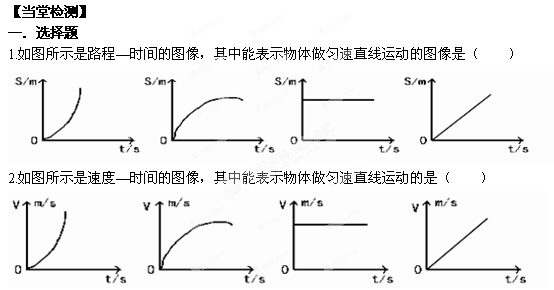 【当堂检测】
一．选择题
1.如图所示是路程—时间的图像，其中能表示物体做匀速直线运动的图像是（　　）
S/m S/m S/m S/m
0 0 0 0
t/s t/s t/s t/s
2.如图所示是速度—时间的图像，其中能表示物体做匀速直线运动的是（　　）
V m/s V m/s V m/s V m/s
0 0 0 0
t/s t/s t/s t/s